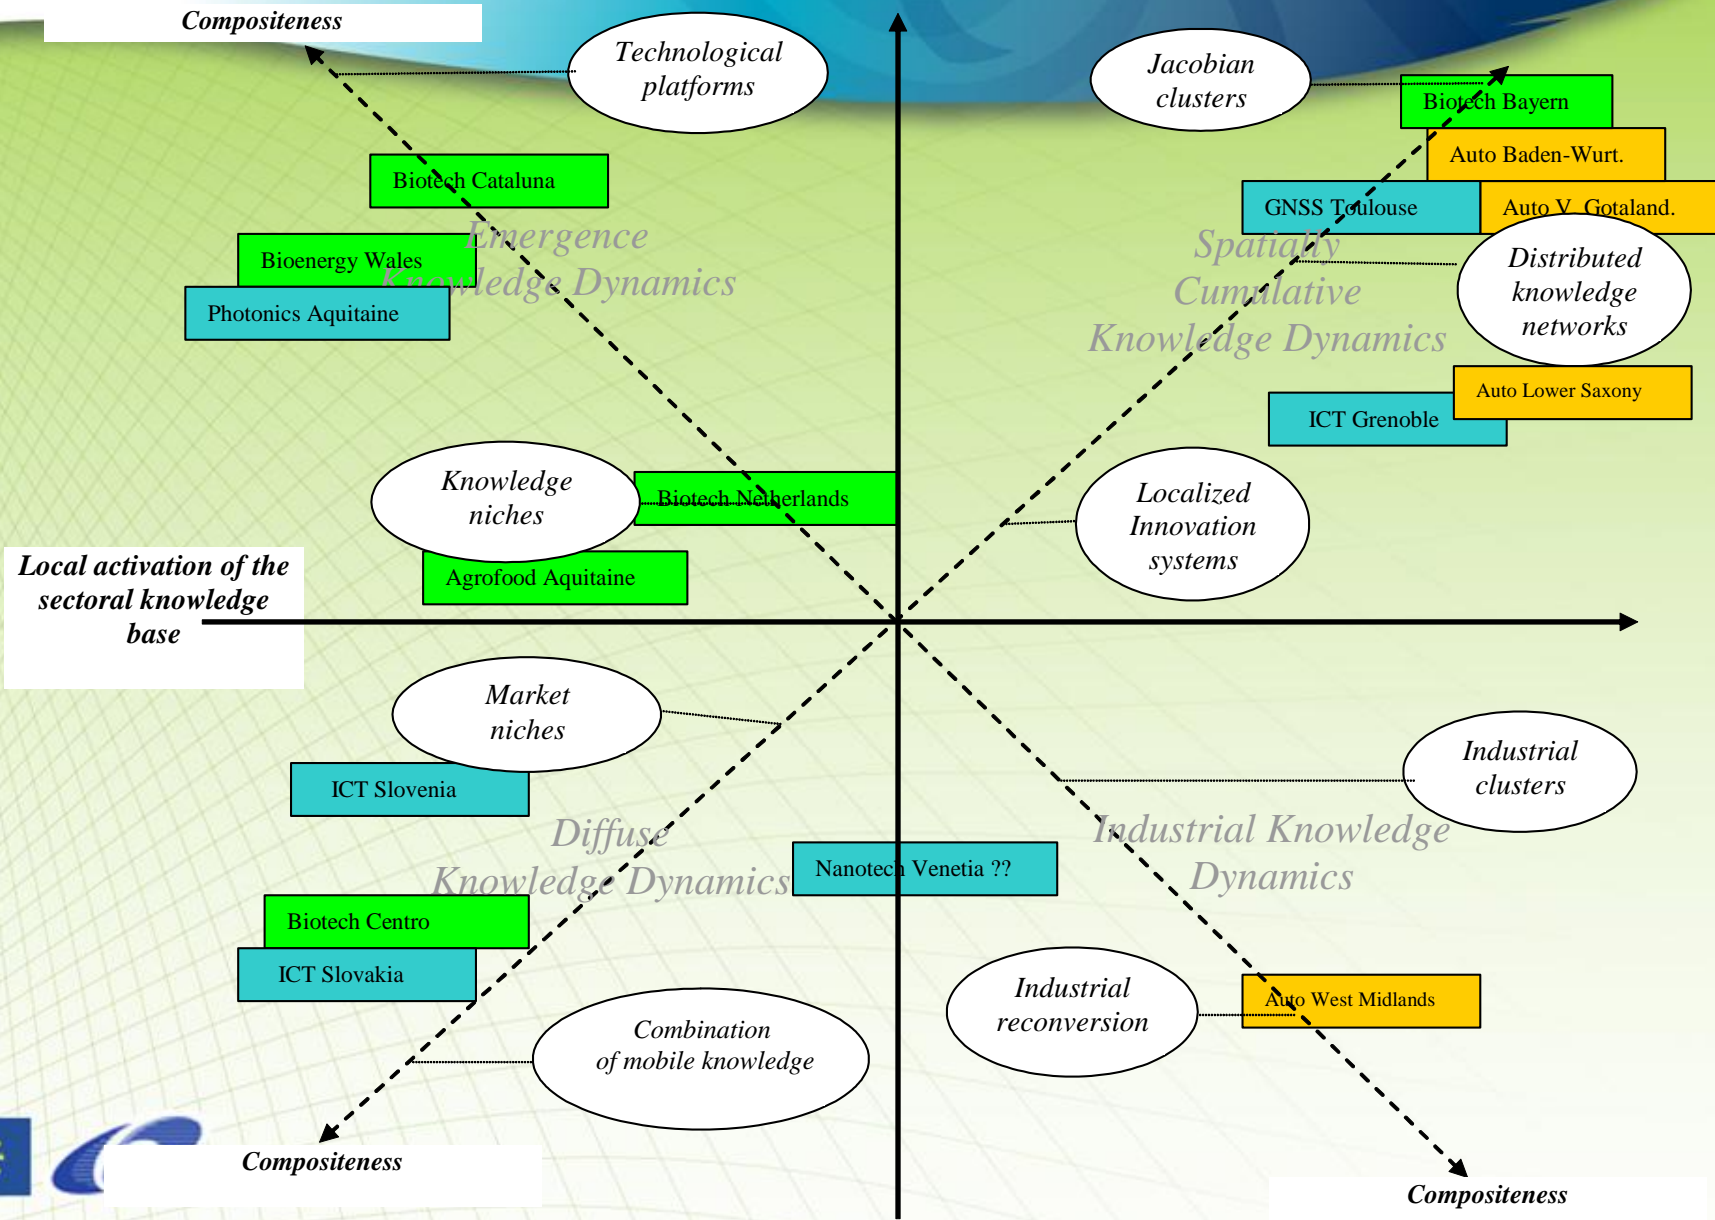 Compositeness
Technological
platforms
Jacobian
clusters
Biotech Bayern
Auto Baden-Wurt.
Biotech Cataluna
GNSS Toulouse
Auto V. Gotaland.
Emergence
Knowledge Dynamics
Bioenergy Wales
Photonics Aquitaine
Spatially
Cumulative
Knowledge Dynamics
Distributed
knowledge
networks
Auto Lower Saxony
ICT Grenoble
Knowledge
niches
Biotech Netherlands
Localized
Innovation
systems
Agrofood Aquitaine
Local activation of the
sectoral knowledge
base
Market
niches
Industrial
clusters
ICT Slovenia
Diffuse
Knowledge Dynamics
Nanotech Venetia ??
Industrial Knowledge
Dynamics
Biotech Centro
ICT Slovakia
Industrial
reconversion
Auto West Midlands
Combination
of mobile knowledge
Compositeness
Compositeness